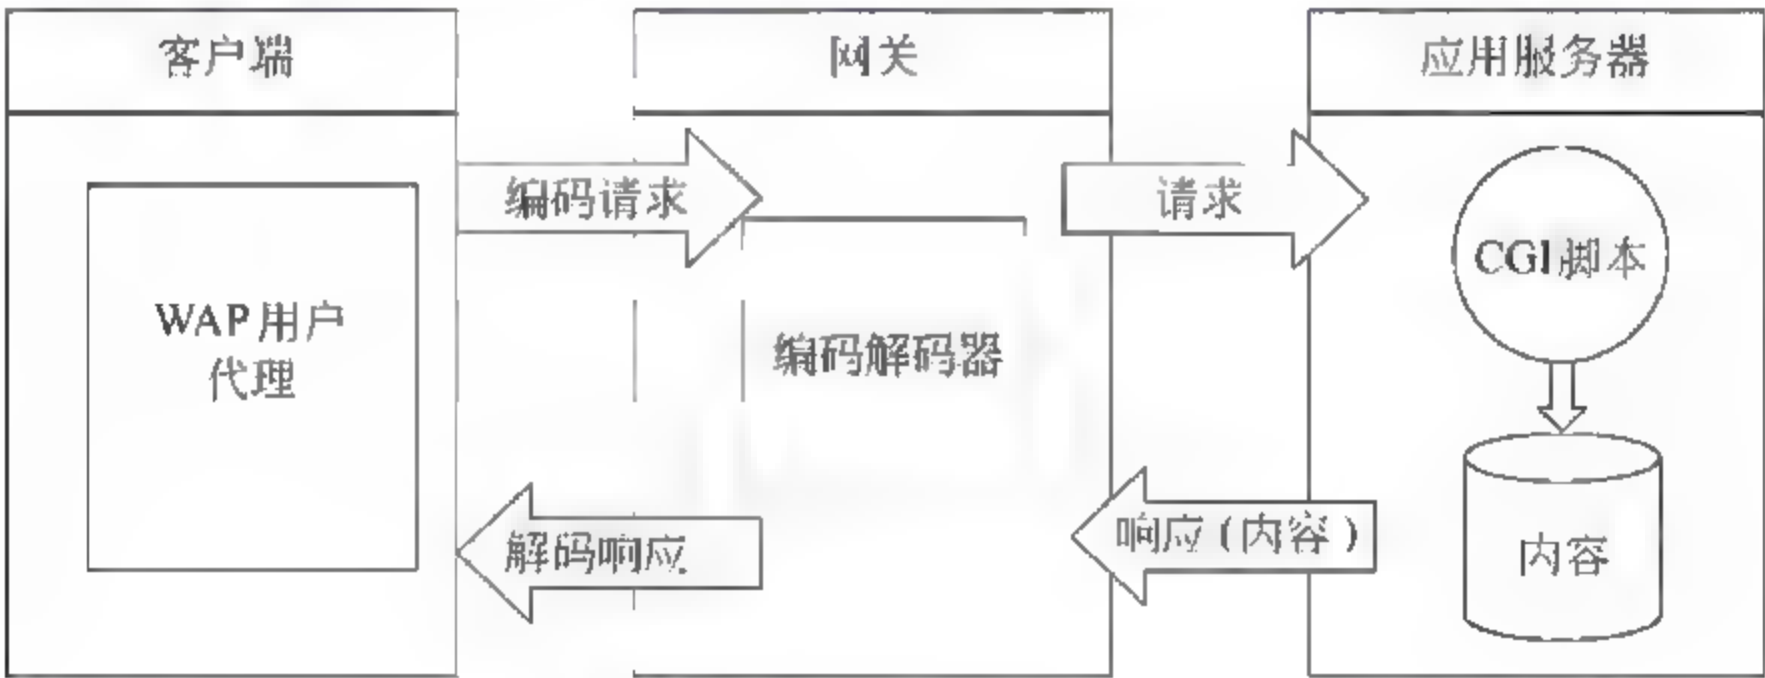 客户端
网关
应用服务器
编码请求
请求
CGI脚本
WAP用户
代理
编码解码器
解码响应
响应(内容)
内容